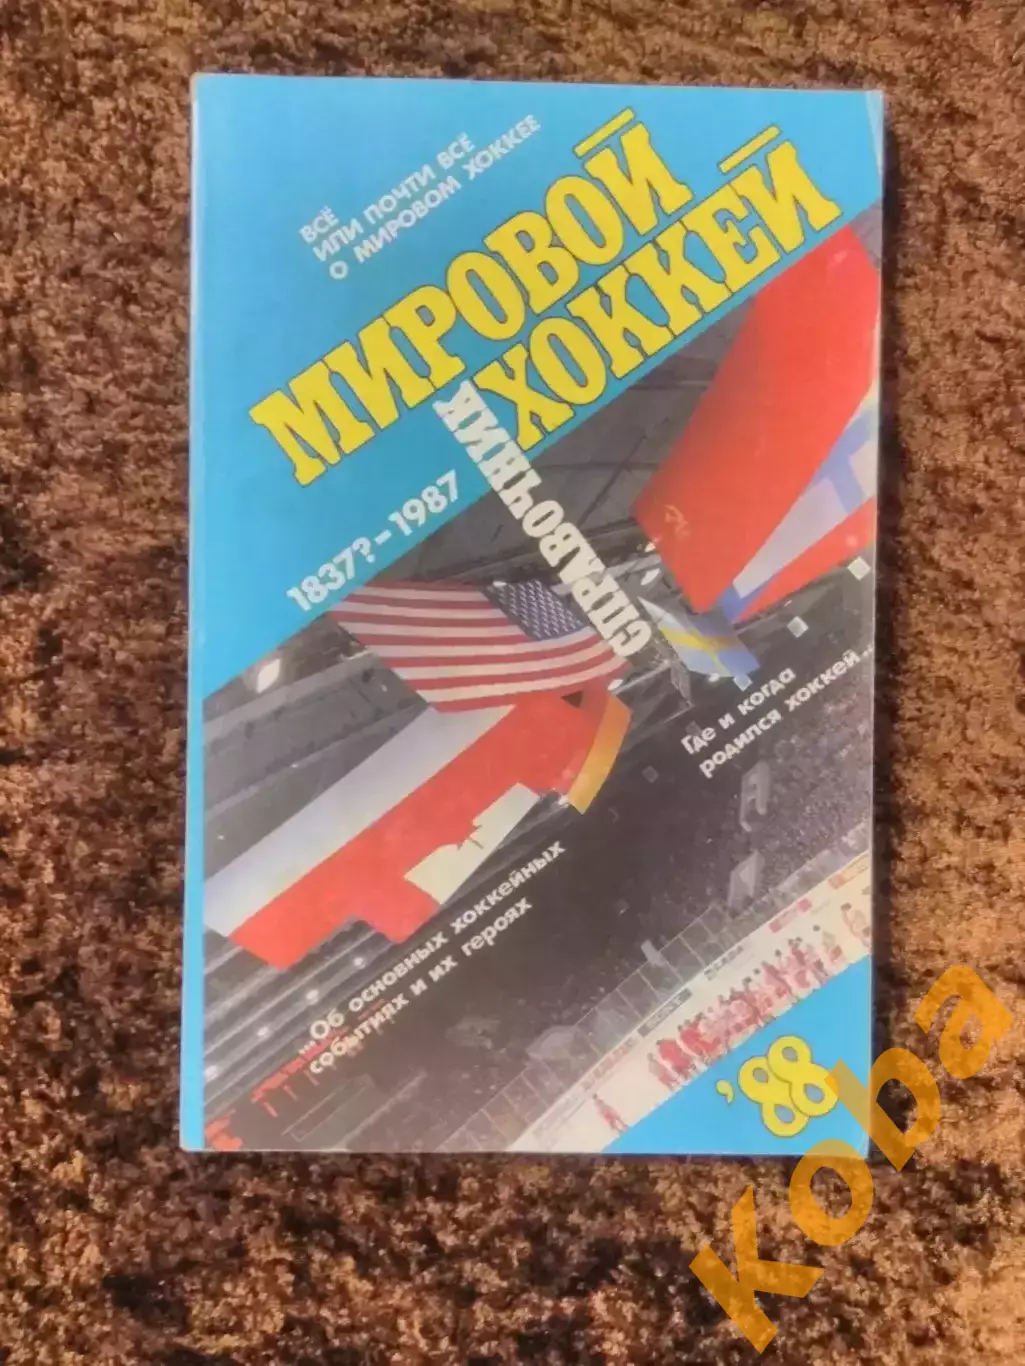 ВСЁ
ИЛИ ПОЧТИ ВСЁ
О МИРОВОМ ХОККЕЕ
МИРОВОЙ
ХОККЕЙ
СПРАВОЧНИК
1837?-1987
Где и когда
родился хоккей...
...Об основных хоккейных
событиях и их героях
'88
Koba